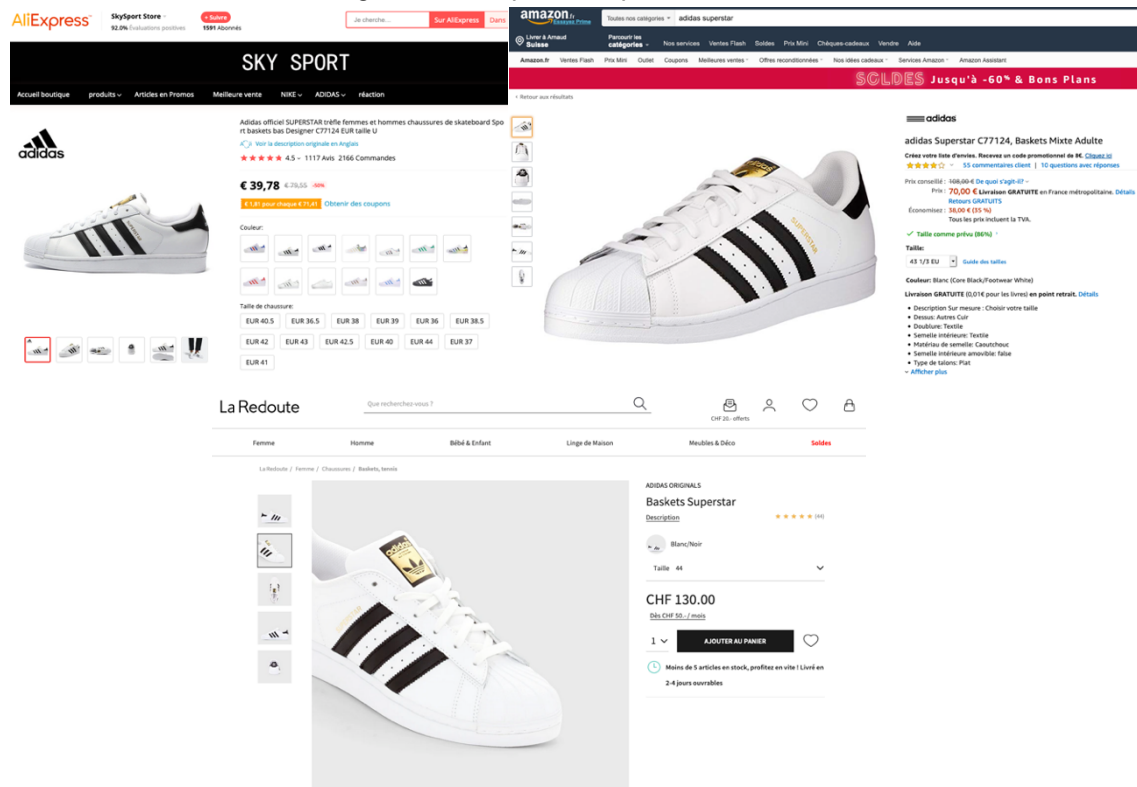 AliExpress
SkySport Store
92.0% Évaluations positives
+ Suivre
1591 Abonnés
Je cherche...
Sur AliExpress
Dans
SKY SPORT
Accueil boutique
produits
Articles en Promos
Meilleure vente
NIKE
ADIDAS
réaction
adidas
Adidas officiel SUPERSTAR trèfle femmes et hommes chaussures de skateboard Spo
rt baskets bas Designer C77124 EUR taille U
Voir la description originale en Anglais
4.5 – 1117 Avis 2166 Commandes
€ 39,78 € 79,55 -50%
€ 1,81 pour chaque € 71,41 Obtenir des coupons
Couleur:
Taille de chaussure:
EUR 40.5 EUR 36.5 EUR 38 EUR 39 EUR 36 EUR 38.5
EUR 42 EUR 43 EUR 42.5 EUR 40 EUR 44 EUR 37
EUR 41
amazon.fr
Essayez Prime
Toutes nos catégories
adidas superstar
Livrer à Arnaud
Suisse
Parcourir les
catégories
Nos services Ventes Flash Soldes Prix Mini Chèques-cadeaux Vendre Aide
Amazon.fr Ventes Flash Prix Mini Outlet Coupons Meilleures ventes Offres reconditionnées Nos idées cadeaux Services Amazon Amazon Assistant
SOLDES Jusqu'à -60% & Bons Plans
‹ Retour aux résultats
SUPERSTAR
adidas
adidas Superstar C77124, Baskets Mixte Adulte
Créez votre liste d'envies. Recevez un code promotionnel de 8€. Cliquez ici
55 commentaires client | 10 questions avec réponses
Prix conseillé : 108,00 € De quoi s'agit-il?
Prix : 70,00 € Livraison GRATUITE en France métropolitaine. Détails
Retours GRATUITS
Économisez : 38,00 € (35 %)
Tous les prix incluent la TVA.
Taille comme prévu (86%)
Taille:
43 1/3 EU Guide des tailles
Couleur: Blanc (Core Black/Footwear White)
Livraison GRATUITE (0,01€ pour les livres) en point retrait. Détails
• Description Sur mesure : Choisir votre taille
• Dessus: Autres Cuir
• Doublure: Textile
• Semelle intérieure: Textile
• Matériau de semelle: Caoutchouc
• Semelle intérieure amovible: false
• Type de talons: Plat
Afficher plus
La Redoute
Que recherchez-vous ?
CHF 20.- offerts
Femme Homme Bébé & Enfant Linge de Maison Meubles & Déco Soldes
La Redoute / Femme / Chaussures / Baskets, tennis
adidas
SUPERSTAR
ADIDAS ORIGINALS
Baskets Superstar
Description
(44)
Blanc/Noir
Taille 44
CHF 130.00
Dès CHF 50.- / mois
1
AJOUTER AU PANIER
Moins de 5 articles en stock, profitez en vite ! Livré en
2-4 jours ouvrables